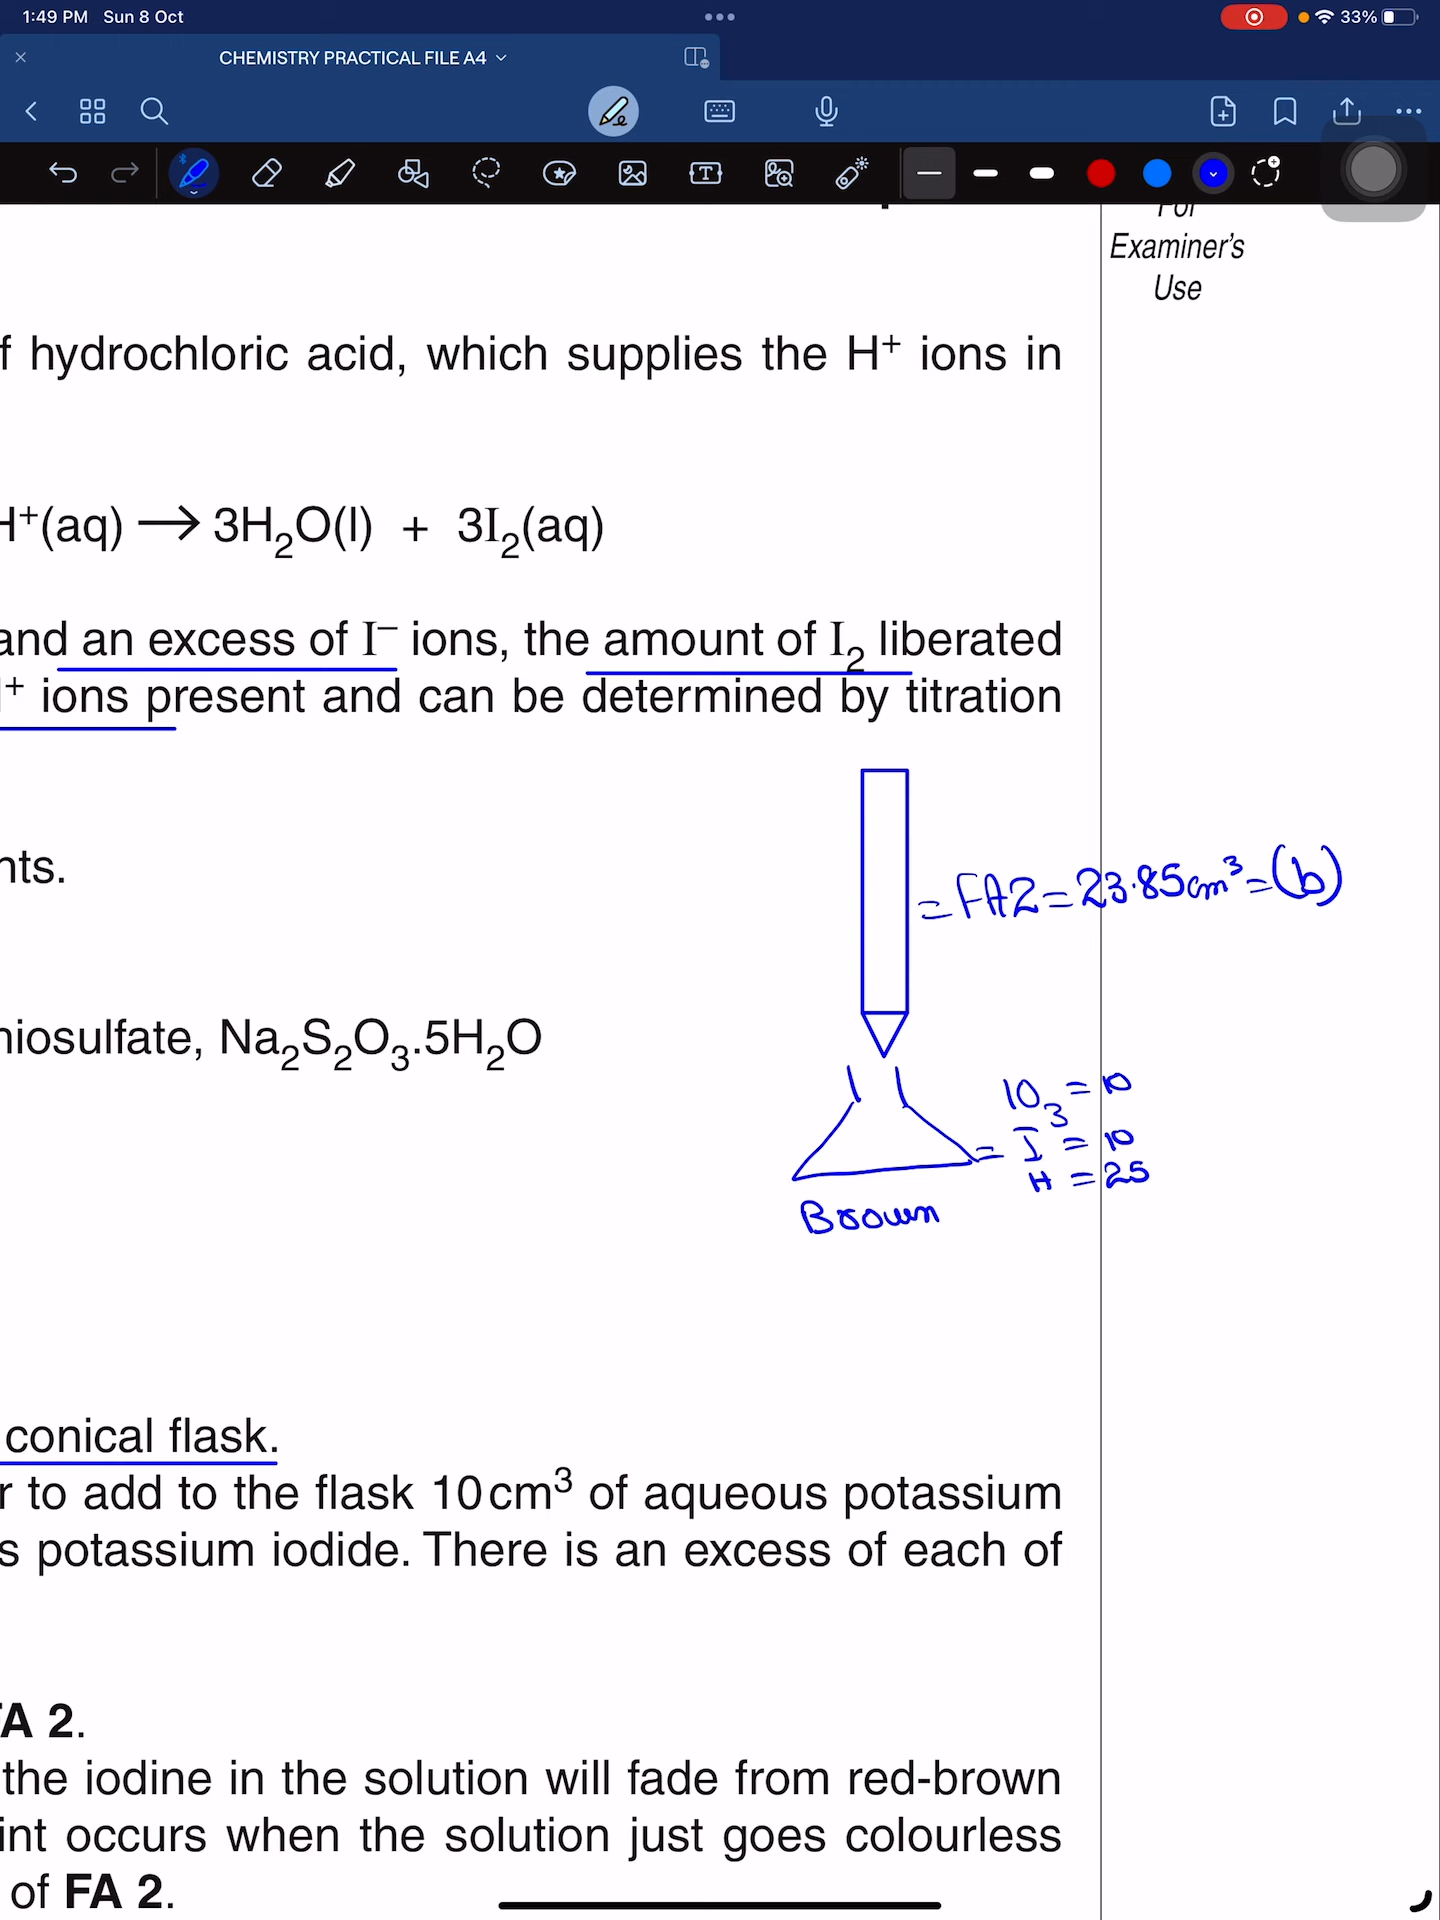 1:49 PM Sun 8 Oct
33%
CHEMISTRY PRACTICAL FILE A4
For
Examiner's
Use
f hydrochloric acid, which supplies the H⁺ ions in
H⁺(aq) → 3H₂O(l) + 3I₂(aq)
and an excess of I⁻ ions, the amount of I₂ liberated
⁺ ions present and can be determined by titration
nts.
= FA2 = 23.85cm³ = (b)
niosulfate, Na₂S₂O₃.5H₂O
IO₃ = 10
= I⁻ = 10
H = 25
Brown
conical flask.
r to add to the flask 10 cm³ of aqueous potassium
s potassium iodide. There is an excess of each of
FA 2.
the iodine in the solution will fade from red-brown
int occurs when the solution just goes colourless
of FA 2.